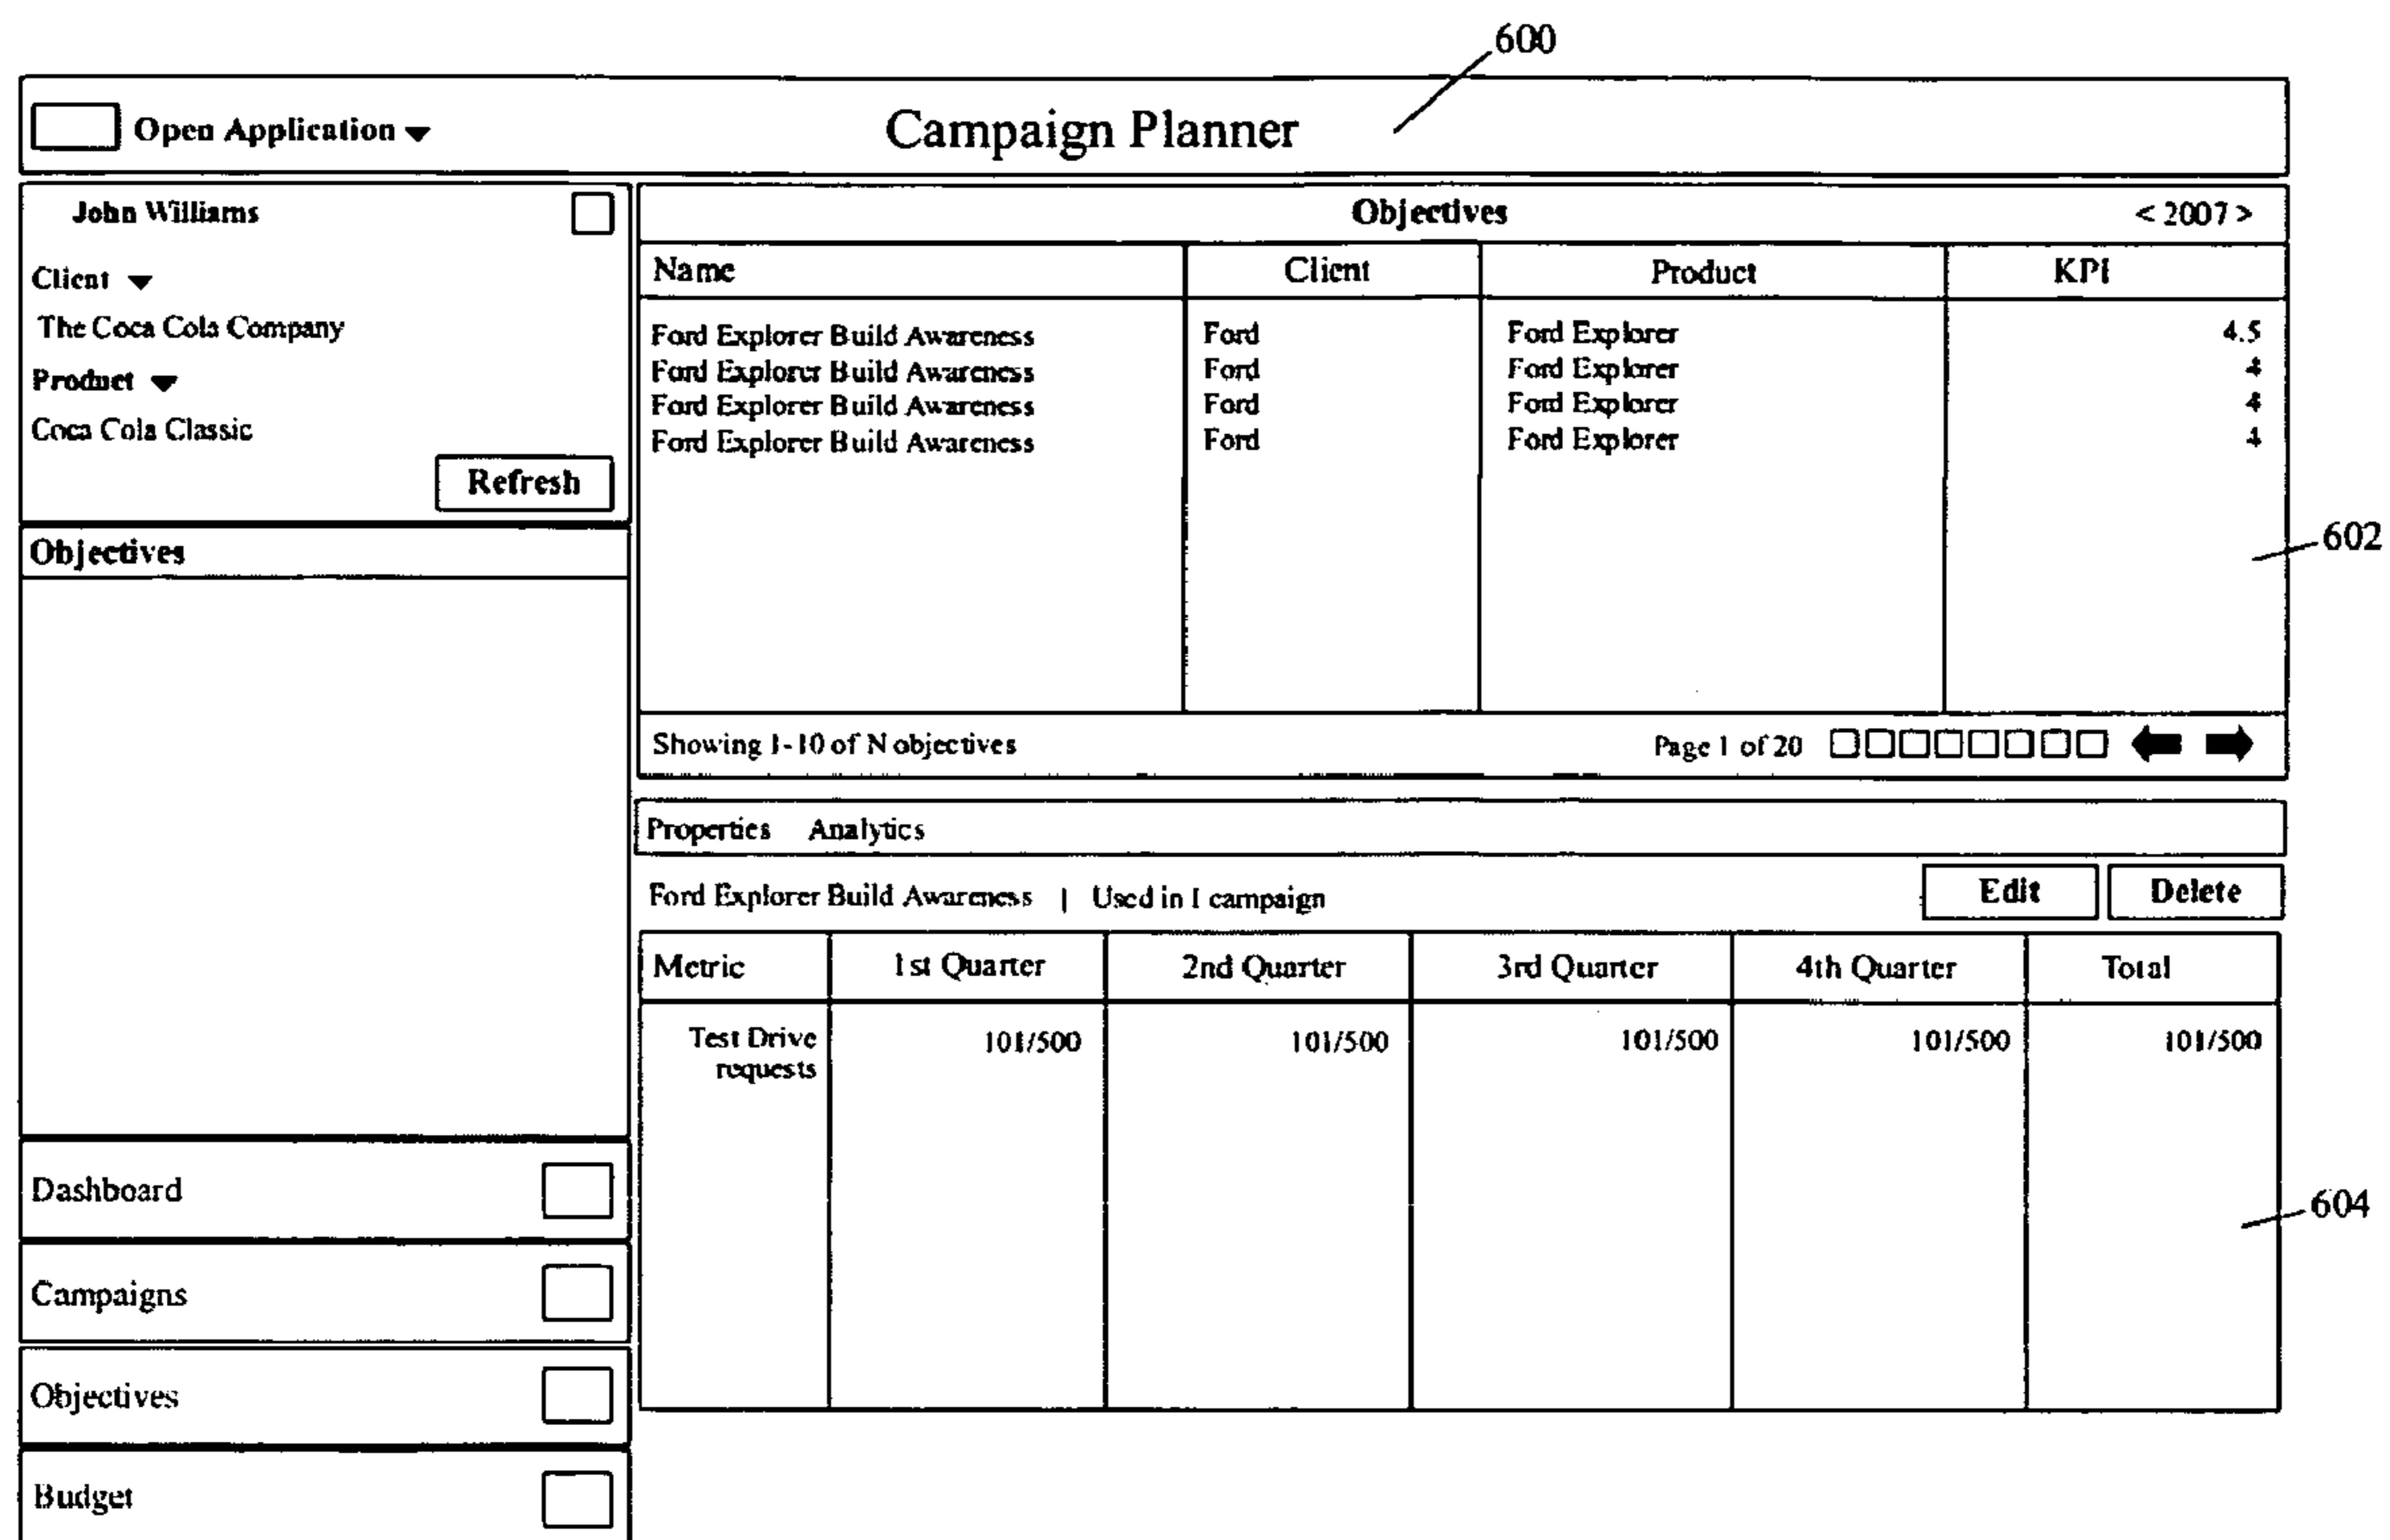 600
Open Application
Campaign Planner
John Williams
Client
The Coca Cola Company
Product
Coca Cola Classic
Refresh
Objectives
Dashboard
Campaigns
Objectives
Budget
Objectives < 2007 >
Name Client Product KPI
Ford Explorer Build Awareness Ford Ford Explorer 4.5
Ford Explorer Build Awareness Ford Ford Explorer 4
Ford Explorer Build Awareness Ford Ford Explorer 4
Ford Explorer Build Awareness Ford Ford Explorer 4
602
Showing 1-10 of N objectives Page 1 of 20
Properties Analytics
Ford Explorer Build Awareness | Used in 1 campaign Edit Delete
Metric 1st Quarter 2nd Quarter 3rd Quarter 4th Quarter Total
Test Drive requests 101/500 101/500 101/500 101/500 101/500
604